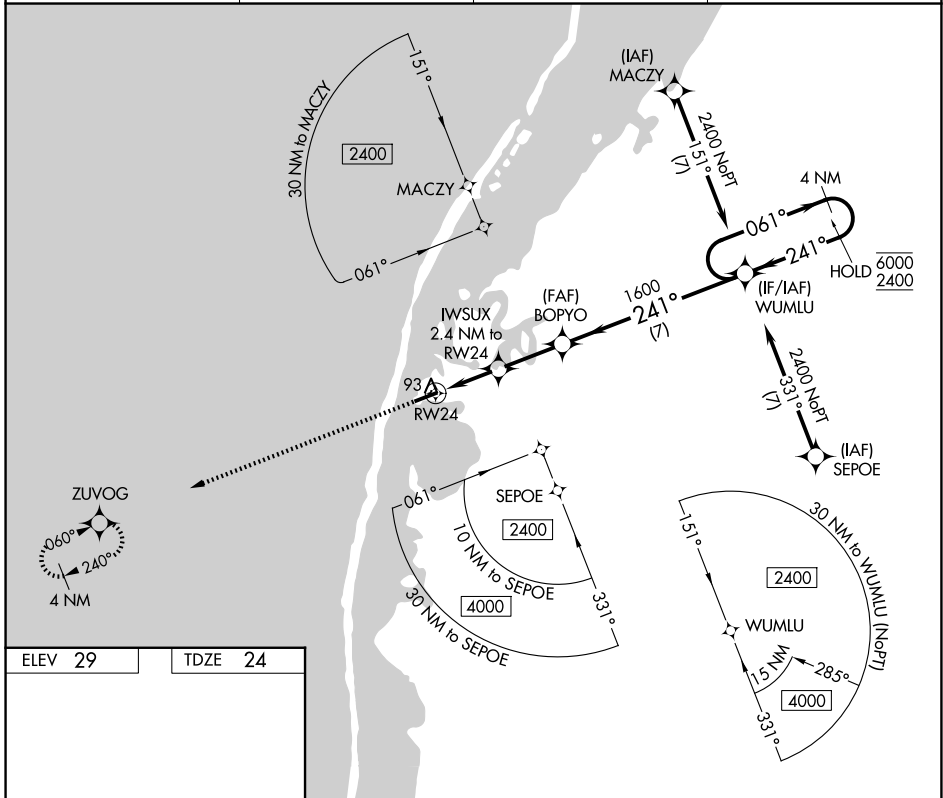 (IAF)
MACZY
2400 NoPT
151°
(7)
30 NM to MACZY
151°
2400
MACZY
061°
4 NM
061°
241°
HOLD
6000
2400
(IF/IAF)
WUMLU
1600
241°
(7)
(FAF)
BOPYO
IWSUX
2.4 NM to
RW24
93
RW24
2400 NoPT
331°
(7)
(IAF)
SEPOE
ZUVOG
060°
240°
4 NM
061°
SEPOE
2400
10 NM to SEPOE
4000
30 NM to SEPOE
331°
151°
30 NM to WUMLU (NoPT)
2400
WUMLU
15 NM
285°
4000
331°
ELEV 29
TDZE 24